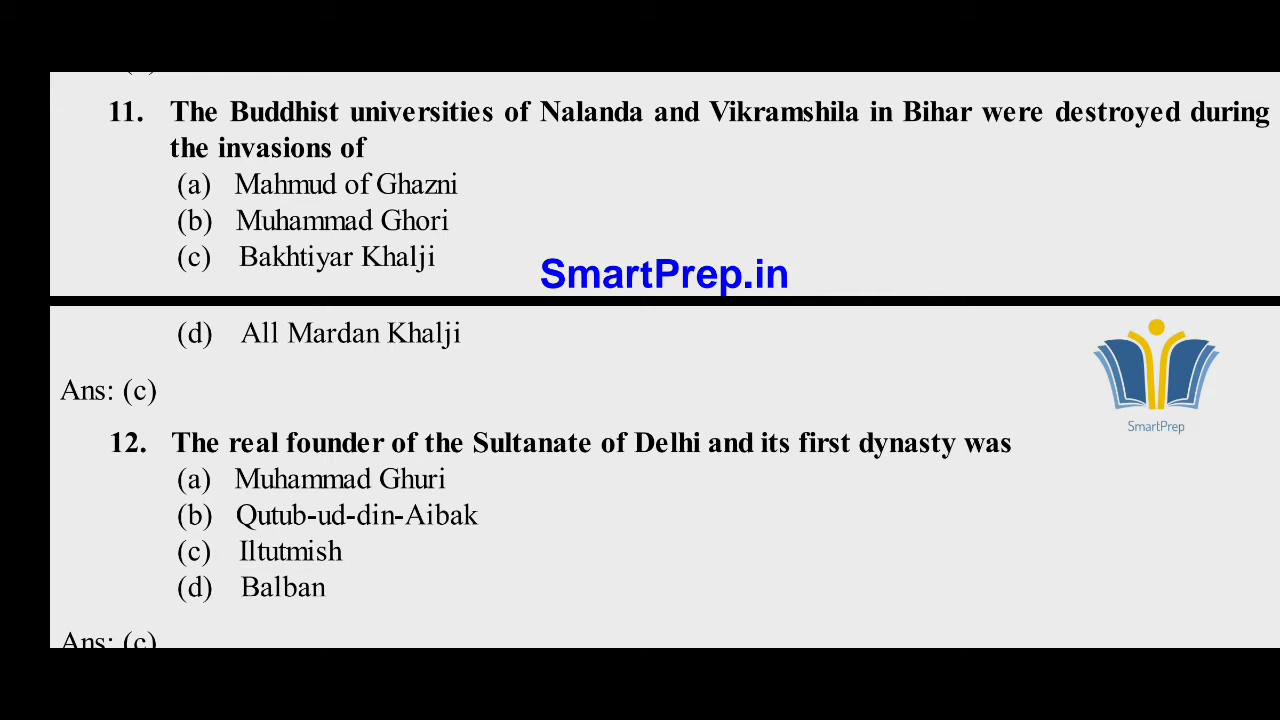 11. The Buddhist universities of Nalanda and Vikramshila in Bihar were destroyed during
the invasions of
(a) Mahmud of Ghazni
(b) Muhammad Ghori
(c) Bakhtiyar Khalji
SmartPrep.in
(d) All Mardan Khalji
SmartPrep
Ans: (c)
12. The real founder of the Sultanate of Delhi and its first dynasty was
(a) Muhammad Ghuri
(b) Qutub-ud-din-Aibak
(c) Iltutmish
(d) Balban
Ans: (c)